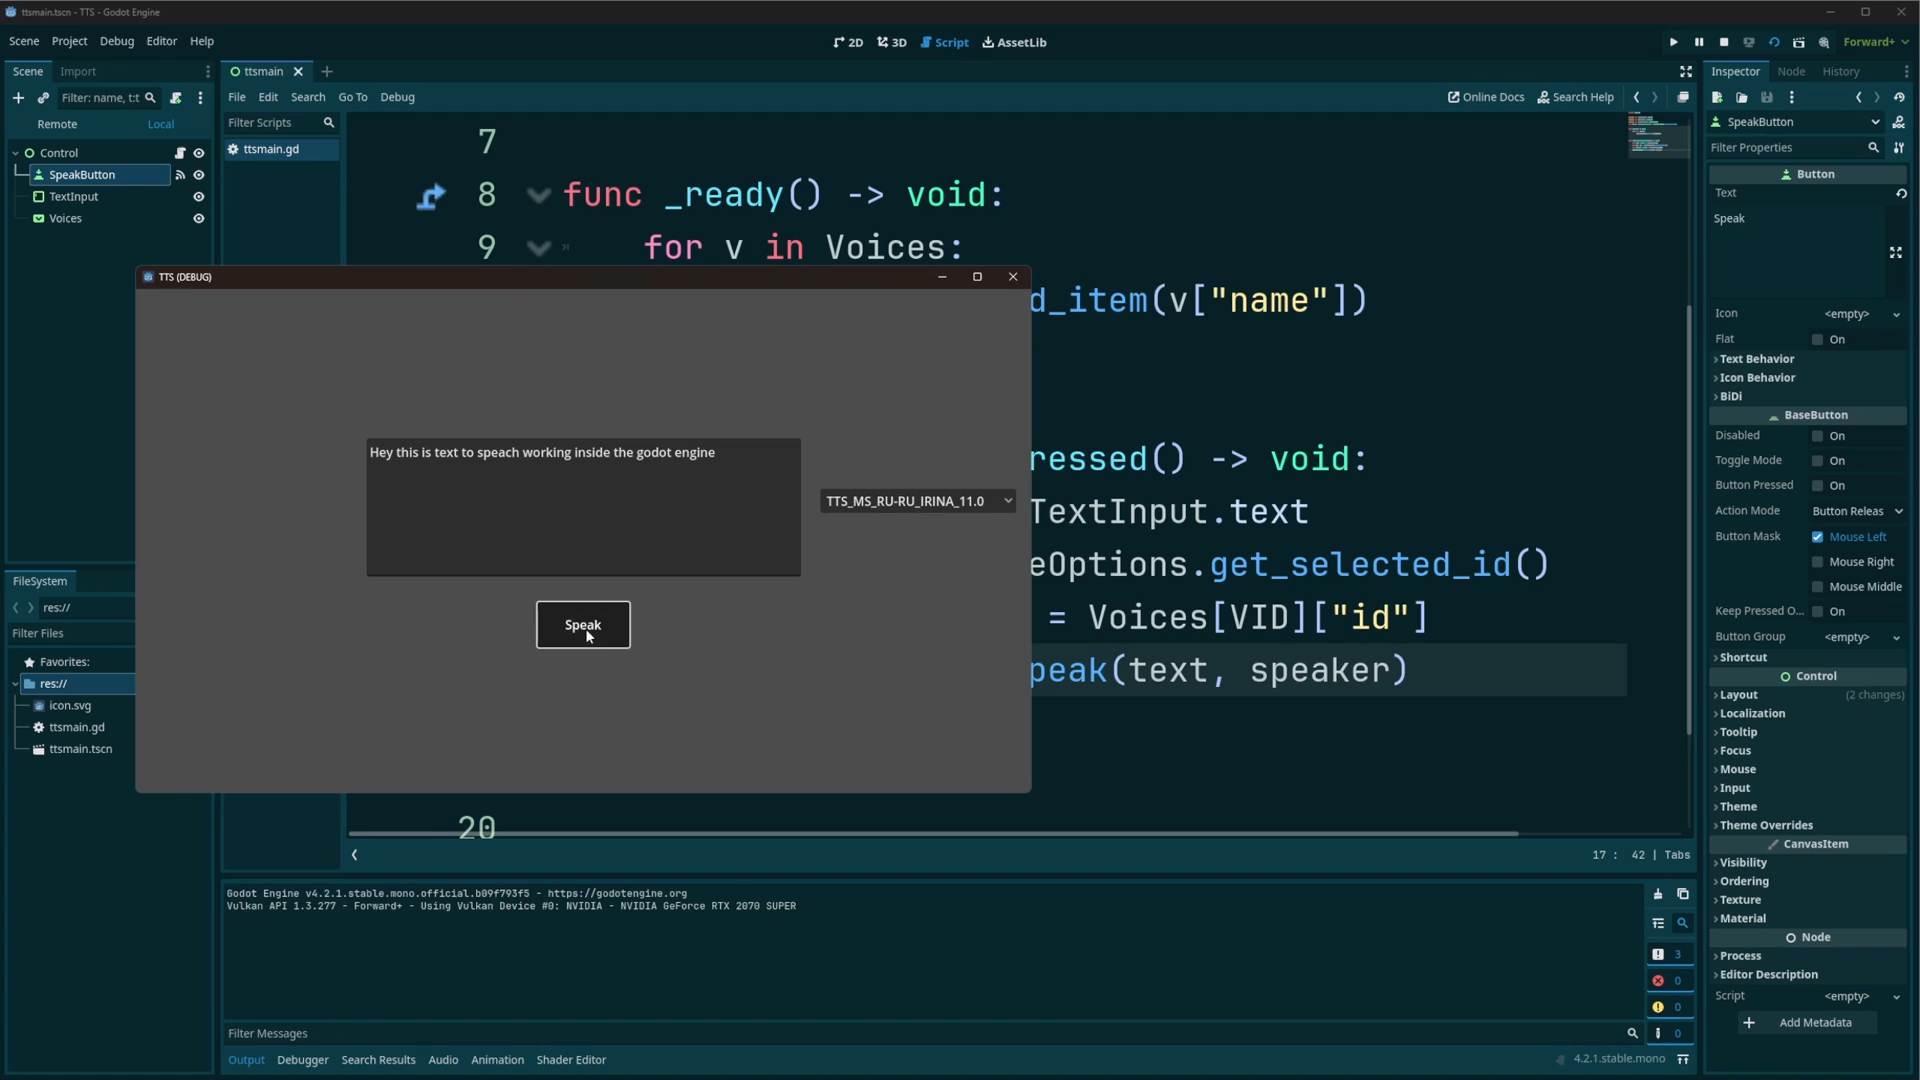 ttsmain.tscn - TTS - Godot Engine
Scene Project Debug Editor Help
2D 3D Script AssetLib
Forward+
Scene Import
ttsmain
Inspector Node History
Filter: name, t:t
File Edit Search Go To Debug
Online Docs Search Help
Remote Local
Filter Scripts
SpeakButton
Control
ttsmain.gd
Filter Properties
SpeakButton
TextInput
Voices
7
8 func _ready() -> void:
9 for v in Voices:
d_item(v["name"])
ressed() -> void:
TextInput.text
eOptions.get_selected_id()
= Voices[VID]["id"]
peak(text, speaker)
20
TTS (DEBUG)
Hey this is text to speach working inside the godot engine
TTS_MS_RU-RU_IRINA_11.0
Speak
Button
Text
Speak
Icon <empty>
Flat On
Text Behavior
Icon Behavior
BiDi
BaseButton
Disabled On
Toggle Mode On
Button Pressed On
Action Mode Button Releas
Button Mask Mouse Left
Mouse Right
Mouse Middle
Keep Pressed O... On
Button Group <empty>
Shortcut
Control
Layout (2 changes)
Localization
Tooltip
Focus
Mouse
Input
Theme
Theme Overrides
CanvasItem
Visibility
Ordering
Texture
Material
Node
Process
Editor Description
Script <empty>
Add Metadata
FileSystem
res://
Filter Files
Favorites:
res://
icon.svg
ttsmain.gd
ttsmain.tscn
17 : 42 | Tabs
Godot Engine v4.2.1.stable.mono.official.b09f793f5 - https://godotengine.org
Vulkan API 1.3.277 - Forward+ - Using Vulkan Device #0: NVIDIA - NVIDIA GeForce RTX 2070 SUPER
3
0
0
0
Filter Messages
Output Debugger Search Results Audio Animation Shader Editor
4.2.1.stable.mono